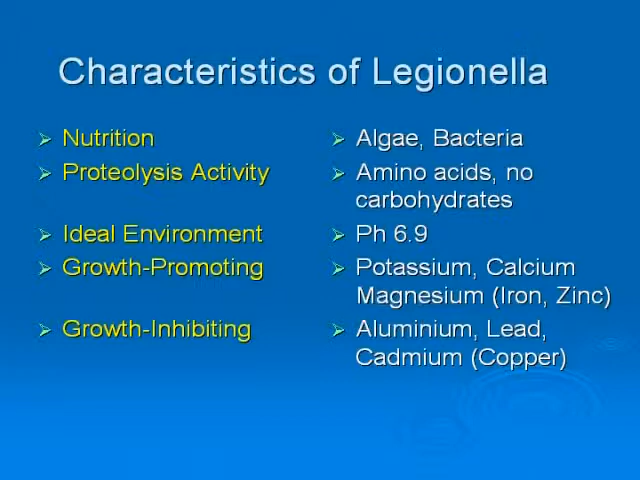 Characteristics of Legionella
Nutrition
Algae, Bacteria
Proteolysis Activity
Amino acids, no
carbohydrates
Ideal Environment
Ph 6.9
Growth-Promoting
Potassium, Calcium
Magnesium (Iron, Zinc)
Growth-Inhibiting
Aluminium, Lead,
Cadmium (Copper)